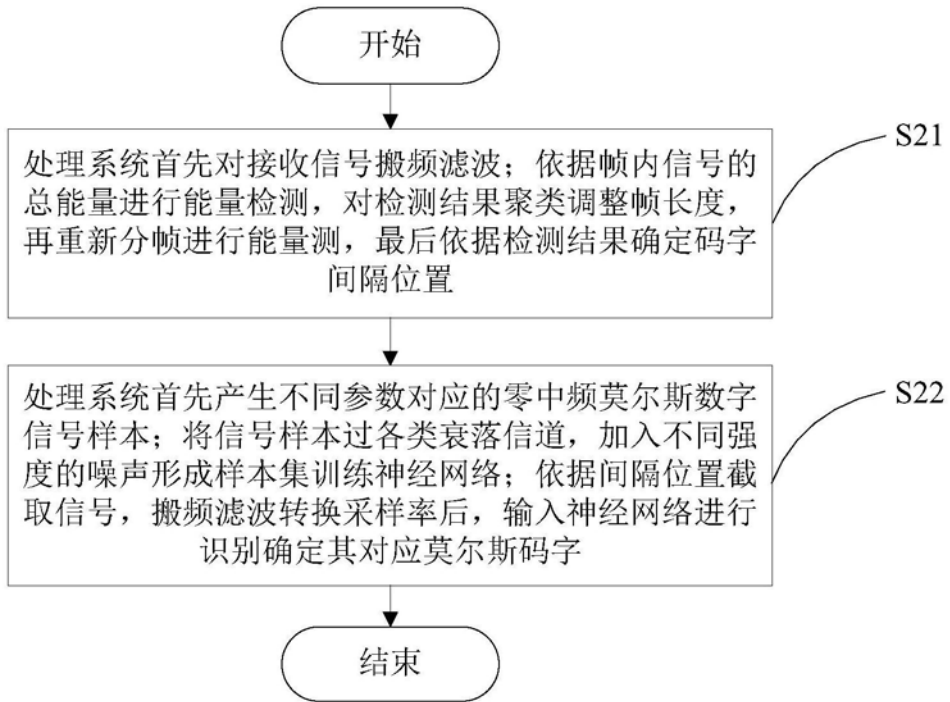 开始
处理系统首先对接收信号搬频滤波；依据帧内信号的
总能量进行能量检测，对检测结果聚类调整帧长度，
再重新分帧进行能量测，最后依据检测结果确定码字
间隔位置
S21
处理系统首先产生不同参数对应的零中频莫尔斯数字
信号样本；将信号样本过各类衰落信道，加入不同强
度的噪声形成样本集训练神经网络；依据间隔位置截
取信号，搬频滤波转换采样率后，输入神经网络进行
识别确定其对应莫尔斯码字
S22
结束